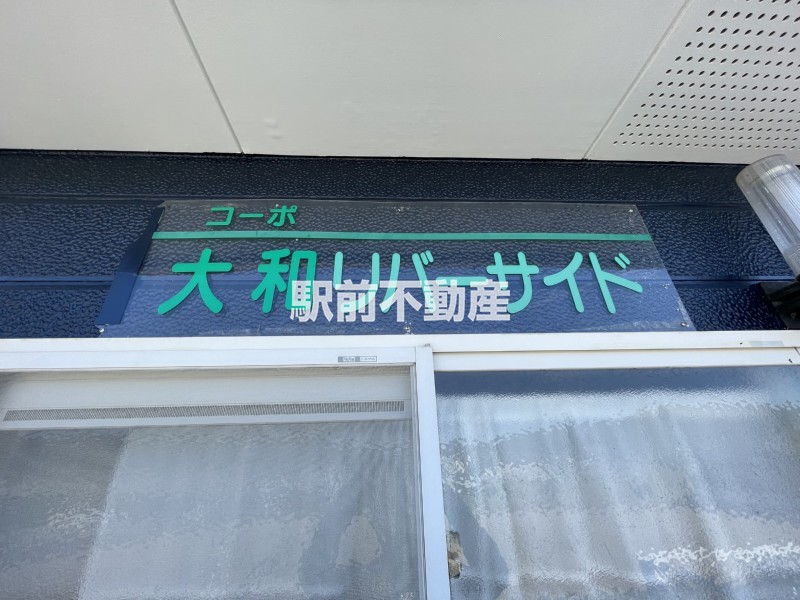 コーポ
大和リバーサイド
駅前不動産